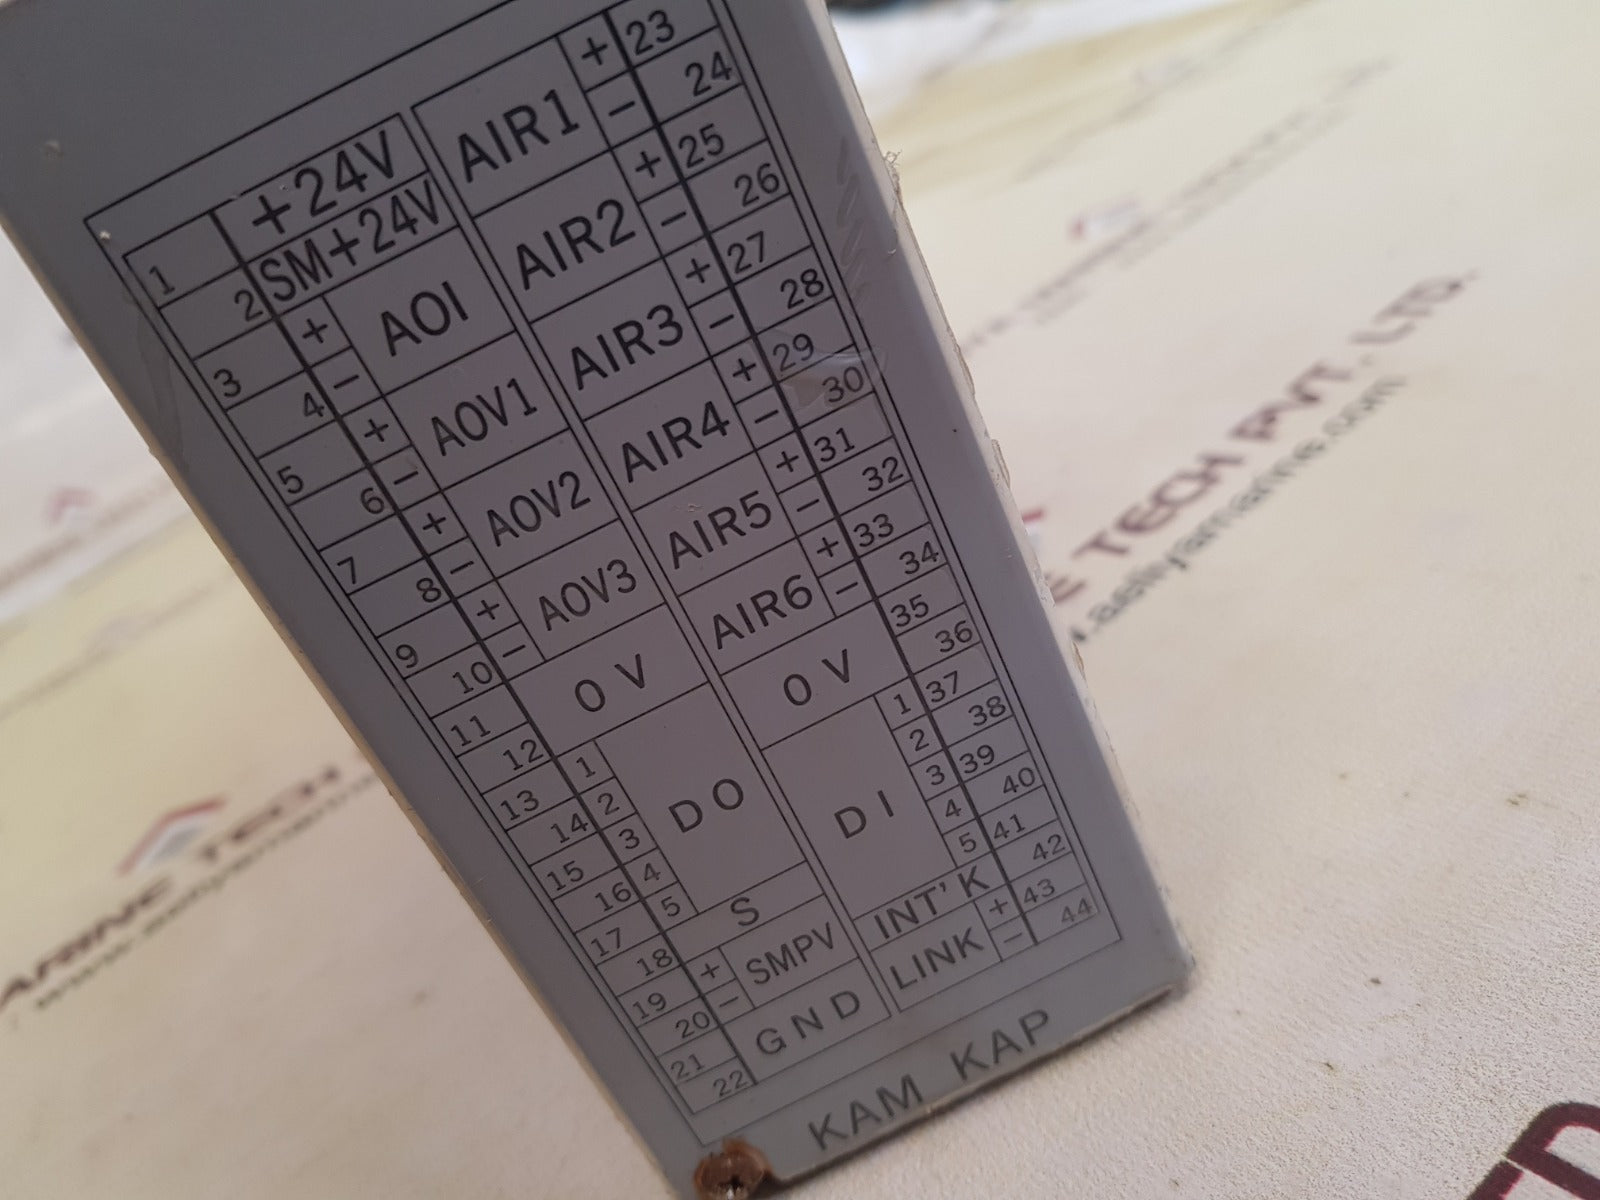 1 +24V
2 SM+24V
3 + AOI
4 -
5 + AOV1
6 -
7 + AOV2
8 -
9 + AOV3
10 -
11 0 V
12
13 1 DO
14 2
15 3
16 4
17 5
18 S
19 + SMPV
20 -
21 GND
22
AIR1 + 23
- 24
AIR2 + 25
- 26
AIR3 + 27
- 28
AIR4 + 29
- 30
AIR5 + 31
- 32
AIR6 + 33
- 34
0 V 35
36
DI 1 37
2 38
3 39
4 40
5 41
INT' K 42
LINK + 43
- 44
KAM KAP
TECH PVT. LTD.